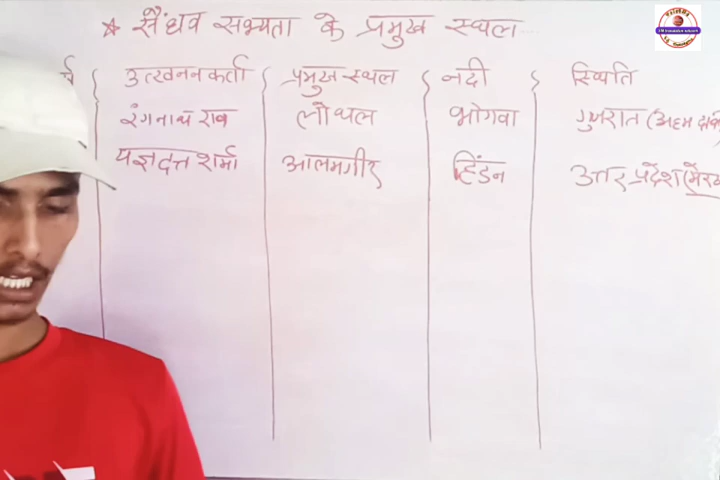 ★ सैंधव सभ्यता के प्रमुख स्थल
उत्खननकर्ता प्रमुख स्थल नदी स्थिति
रंगनाथ राव लोथल भोगवा गुजरात
यज्ञदत्त शर्मा आलमगीर हिंडन उत्तर प्रदेश